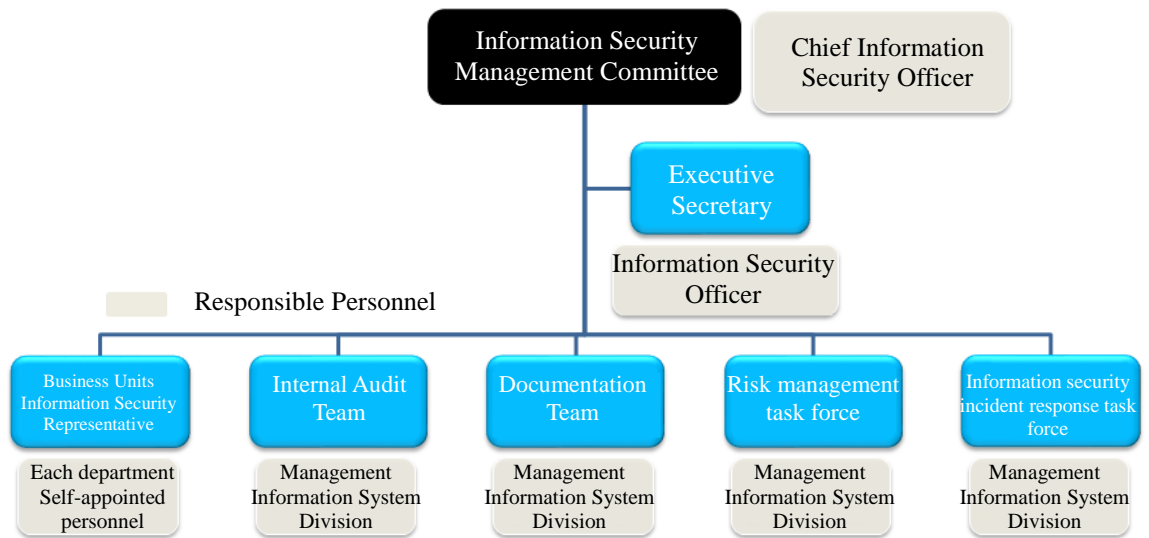 Information Security
Management Committee
Chief Information
Security Officer
Executive
Secretary
Information Security
Officer
Responsible Personnel
Business Units
Information Security
Representative
Internal Audit
Team
Documentation
Team
Risk management
task force
Information security
incident response task
force
Each department
Self-appointed
personnel
Management
Information System
Division
Management
Information System
Division
Management
Information System
Division
Management
Information System
Division